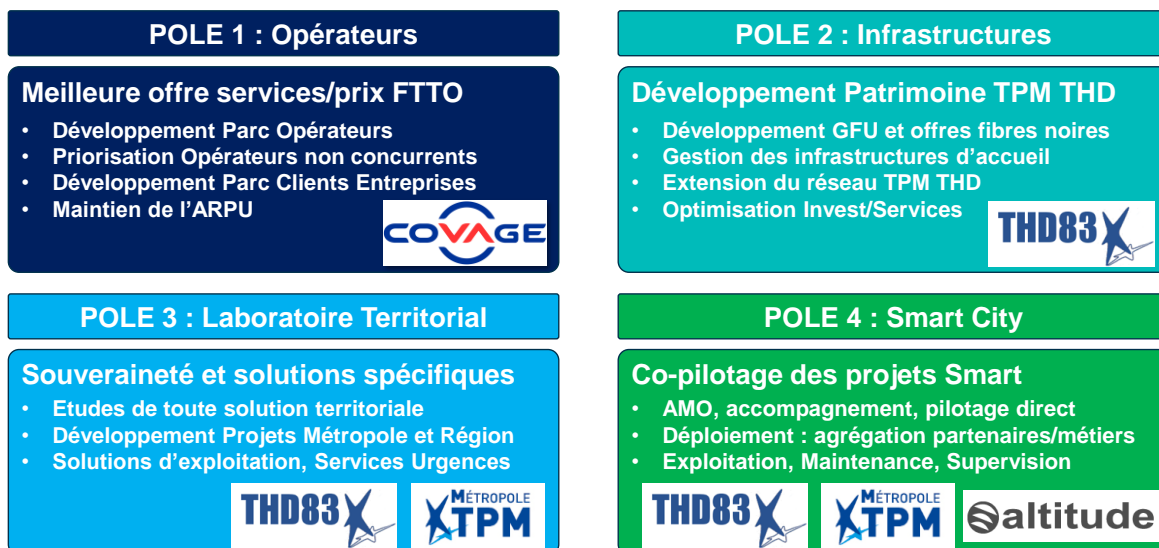 POLE 1 : Opérateurs
Meilleure offre services/prix FTTO
• Développement Parc Opérateurs
• Priorisation Opérateurs non concurrents
• Développement Parc Clients Entreprises
• Maintien de l'ARPU
COVAGE
POLE 2 : Infrastructures
Développement Patrimoine TPM THD
• Développement GFU et offres fibres noires
• Gestion des infrastructures d'accueil
• Extension du réseau TPM THD
• Optimisation Invest/Services
THD83
POLE 3 : Laboratoire Territorial
Souveraineté et solutions spécifiques
• Etudes de toute solution territoriale
• Développement Projets Métropole et Région
• Solutions d'exploitation, Services Urgences
THD83
MÉTROPOLE
TPM
POLE 4 : Smart City
Co-pilotage des projets Smart
• AMO, accompagnement, pilotage direct
• Déploiement : agrégation partenaires/métiers
• Exploitation, Maintenance, Supervision
THD83
MÉTROPOLE
TPM
altitude